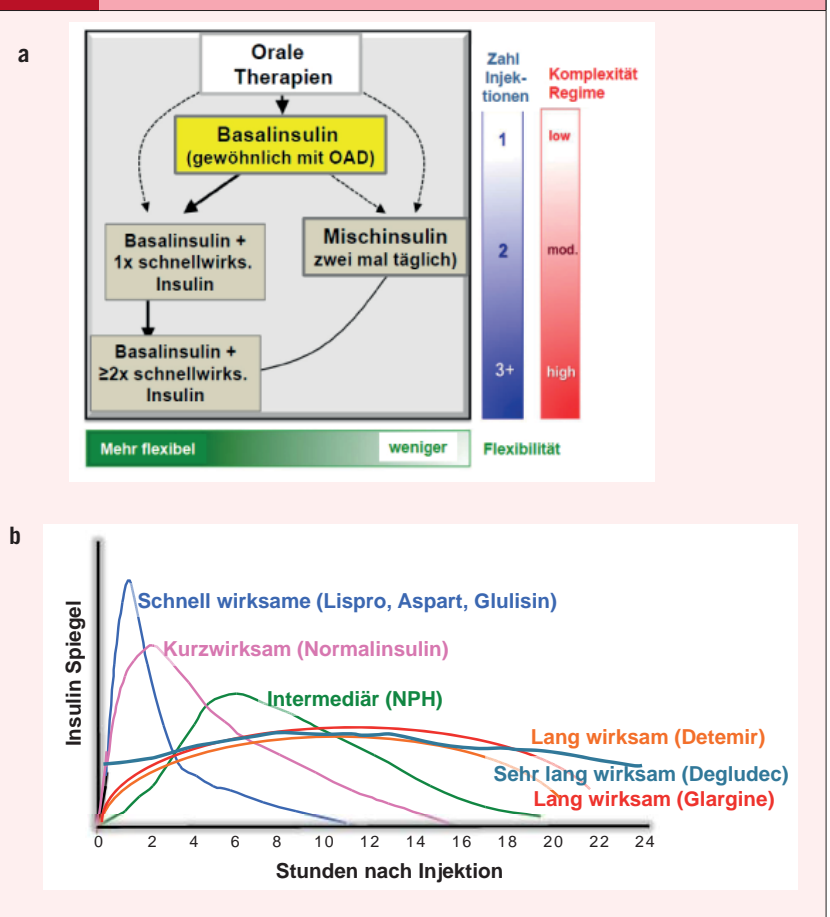 a
Orale
Therapien
Basalinsulin
(gewöhnlich mit OAD)
Basalinsulin +
1x schnellwirks.
Insulin
Mischinsulin
zwei mal täglich)
Basalinsulin +
≥2x schnellwirks.
Insulin
Zahl
Injek-
tionen
1
2
3+
Komplexität
Regime
low
mod.
high
Mehr flexibel
weniger
Flexibilität
b
Insulin Spiegel
Schnell wirksame (Lispro, Aspart, Glulisin)
Kurzwirksam (Normalinsulin)
Intermediär (NPH)
Lang wirksam (Detemir)
Sehr lang wirksam (Degludec)
Lang wirksam (Glargine)
0 2 4 6 8 10 12 14 16 18 20 22 24
Stunden nach Injektion